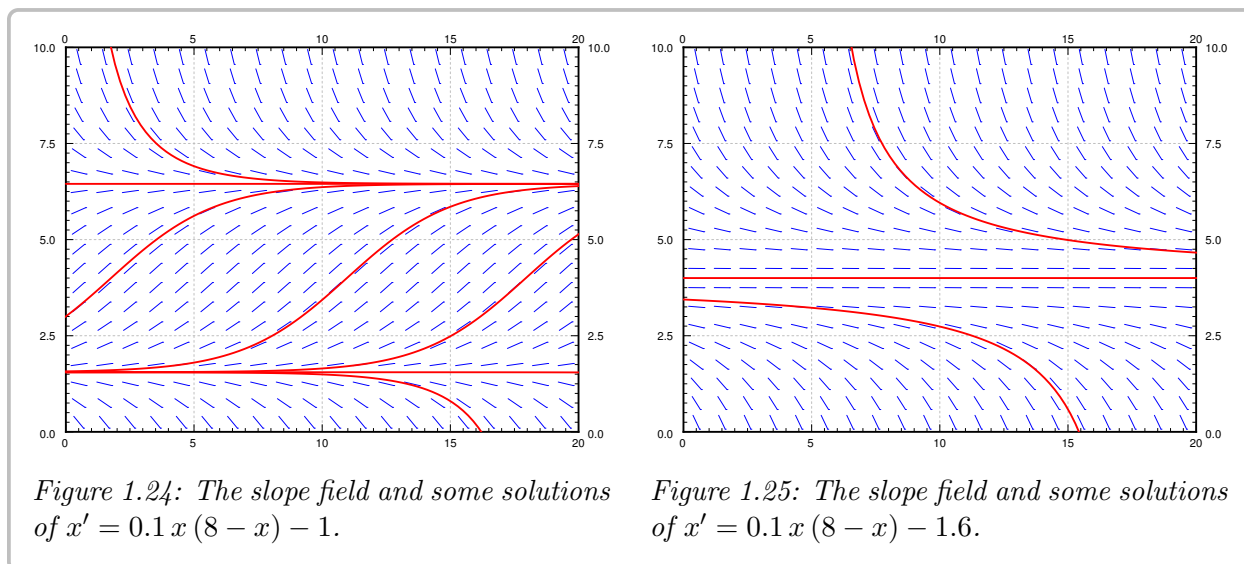 0 5 10 15 20
10.0 10.0
7.5 7.5
5.0 5.0
2.5 2.5
0.0 0.0
0 5 10 15 20
Figure 1.24: The slope field and some solutions
of x′ = 0.1 x (8 − x) − 1.
0 5 10 15 20
10.0 10.0
7.5 7.5
5.0 5.0
2.5 2.5
0.0 0.0
0 5 10 15 20
Figure 1.25: The slope field and some solutions
of x′ = 0.1 x (8 − x) − 1.6.